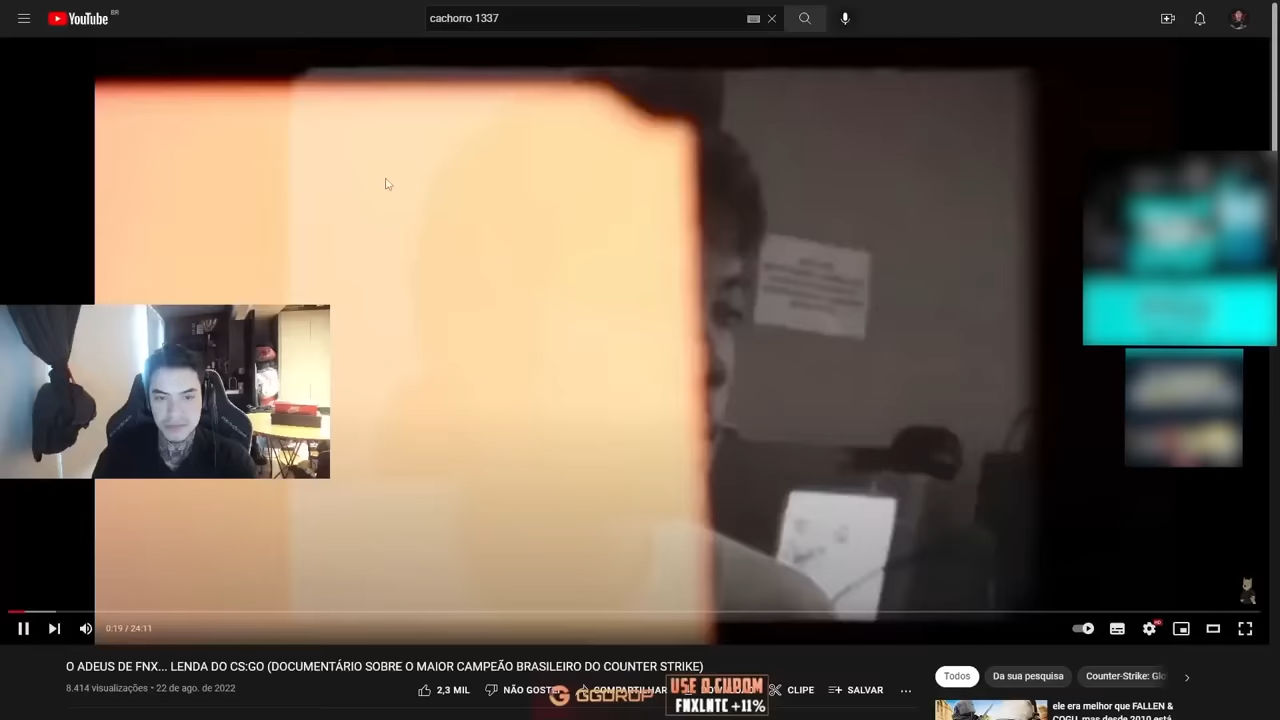 YouTube BR
cachorro 1337
0:19 / 24:11
HD
O ADEUS DE FNX... LENDA DO CS:GO (DOCUMENTÁRIO SOBRE O MAIOR CAMPEÃO BRASILEIRO DO COUNTER STRIKE)
8.414 visualizações • 22 de ago. de 2022
2,3 MIL
NÃO GOSTEI
COMPARTILHAR
CLIPE
SALVAR
GGDROP
USE O CUPOM
FNXLNTC +11%
Todos
Da sua pesquisa
Counter-Strike: Glo
ele era melhor que FALLEN &
COGU, mas desde 2010 está